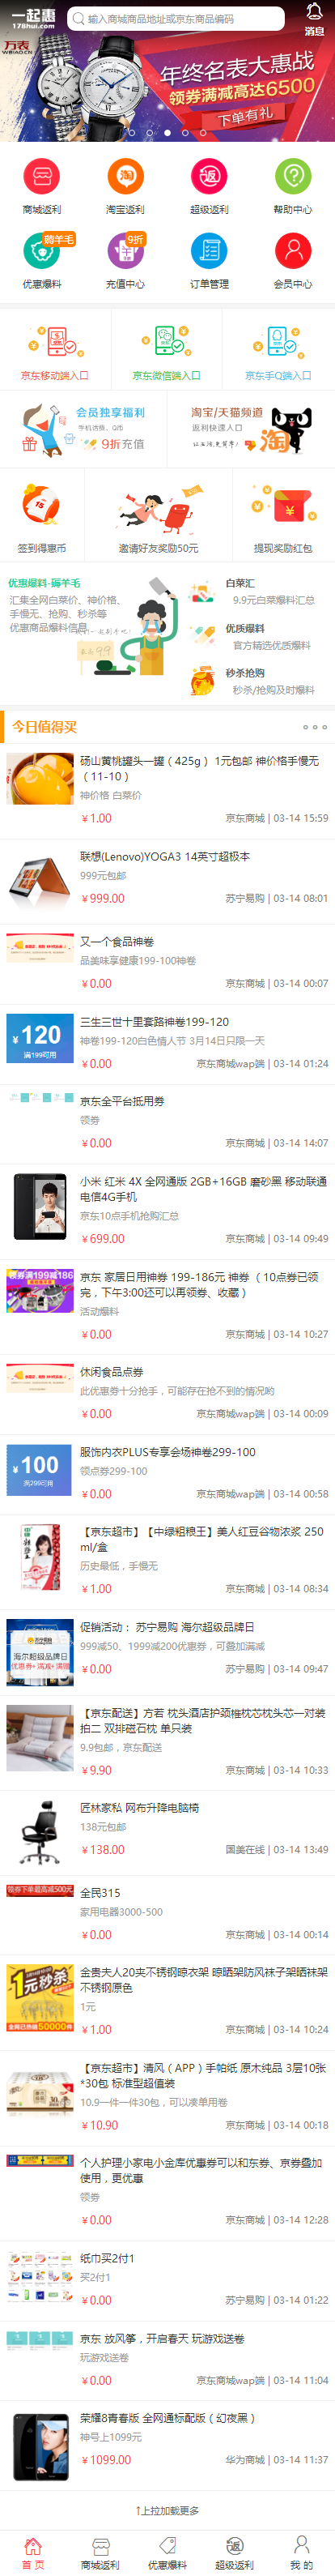 一起惠
178hui.com
输入商城商品地址或京东商品编码
消息
万表
WBIAO.CN
年终名表大惠战
领券满减高达6500
下单有礼
商城返利
淘宝返利
超级返利
帮助中心
薅羊毛
9折
优惠爆料
充值中心
订单管理
会员中心
京东移动端入口
京东微信端入口
京东手Q端入口
会员独享福利
手机话费、Q币
9折充值
淘宝/天猫频道
返利快速入口
淘
签到得惠币
邀请好友奖励50元
提现奖励红包
优惠爆料-薅羊毛
汇集全网白菜价、神价格、
手慢无、抢购、秒杀等
优惠商品爆料信息
白菜汇
9.9元白菜爆料汇总
优质爆料
官方精选优质爆料
秒杀抢购
秒杀/抢购及时爆料
今日值得买
砀山黄桃罐头一罐（425g）1元包邮 神价格手慢无
（11-10）
神价格 白菜价
￥1.00
京东商城 | 03-14 15:59
联想(Lenovo)YOGA3 14英寸超极本
999元包邮
￥999.00
苏宁易购 | 03-14 08:01
又一个食品神卷
品美味享健康199-100神卷
￥0.00
京东商城 | 03-14 00:07
￥120
满199可用
三生三世十里套路神卷199-120
神卷199-120白色情人节 3月14日只限一天
￥0.00
京东商城wap端 | 03-14 01:24
京东全平台抵用券
领券
￥0.00
京东商城 | 03-14 14:07
小米 红米 4X 全网通版 2GB+16GB 磨砂黑 移动联通
电信4G手机
京东10点手机抢购汇总
￥699.00
京东商城 | 03-14 09:49
领券满199减186
京东 家居日用神券 199-186元 神券 （10点券已领
完，下午3:00还可以再领券、收藏）
活动爆料
￥0.00
京东商城 | 03-14 10:27
休闲食品点券
此优惠劵十分抢手，可能存在抢不到的情况哟
￥0.00
京东商城wap端 | 03-14 00:09
￥100
满299可用
服饰内衣PLUS专享会场神卷299-100
领点券299-100
￥0.00
京东商城wap端 | 03-14 00:58
【京东超市】【中绿粗粮王】美人红豆谷物浓浆 250
ml/盒
历史最低，手慢无
￥1.00
京东商城 | 03-14 08:34
海尔超级品牌日
促销活动： 苏宁易购 海尔超级品牌日
999减50、1999减200优惠券，可叠加满减
￥0.00
苏宁易购 | 03-14 09:47
【京东配送】方若 枕头酒店护颈椎枕芯枕头芯一对装
拍二 双排磁石枕 单只装
9.9包邮，京东配送
￥9.90
京东商城 | 03-14 10:33
匠林家私 网布升降电脑椅
138元包邮
￥138.00
国美在线 | 03-14 13:49
领券下单最高减500元
全民315
家用电器3000-500
￥0.00
京东商城 | 03-14 00:14
1元秒杀
金贵夫人20夹不锈钢晾衣架 晾晒架防风袜子架晒袜架
不锈钢原色
1元
￥1.00
京东商城 | 03-14 10:24
【京东超市】清风（APP）手帕纸 原木纯品 3层10张
*30包 标准型超值装
10.9一件一件30包，可以凑单用卷
￥10.90
京东商城 | 03-14 00:18
个人护理小家电小金库优惠券可以和东券、京券叠加
使用，更优惠
领券
￥0.00
京东商城 | 03-14 12:28
纸巾买2付1
买2付1
￥0.00
苏宁易购 | 03-14 01:22
京东 放风筝，开启春天 玩游戏送卷
玩游戏送卷
￥0.00
京东商城wap端 | 03-14 11:04
荣耀8青春版 全网通标配版（幻夜黑）
神号上1099元
￥1099.00
华为商城 | 03-14 11:37
↑上拉加载更多
首 页
商城返利
优惠爆料
超级返利
我 的